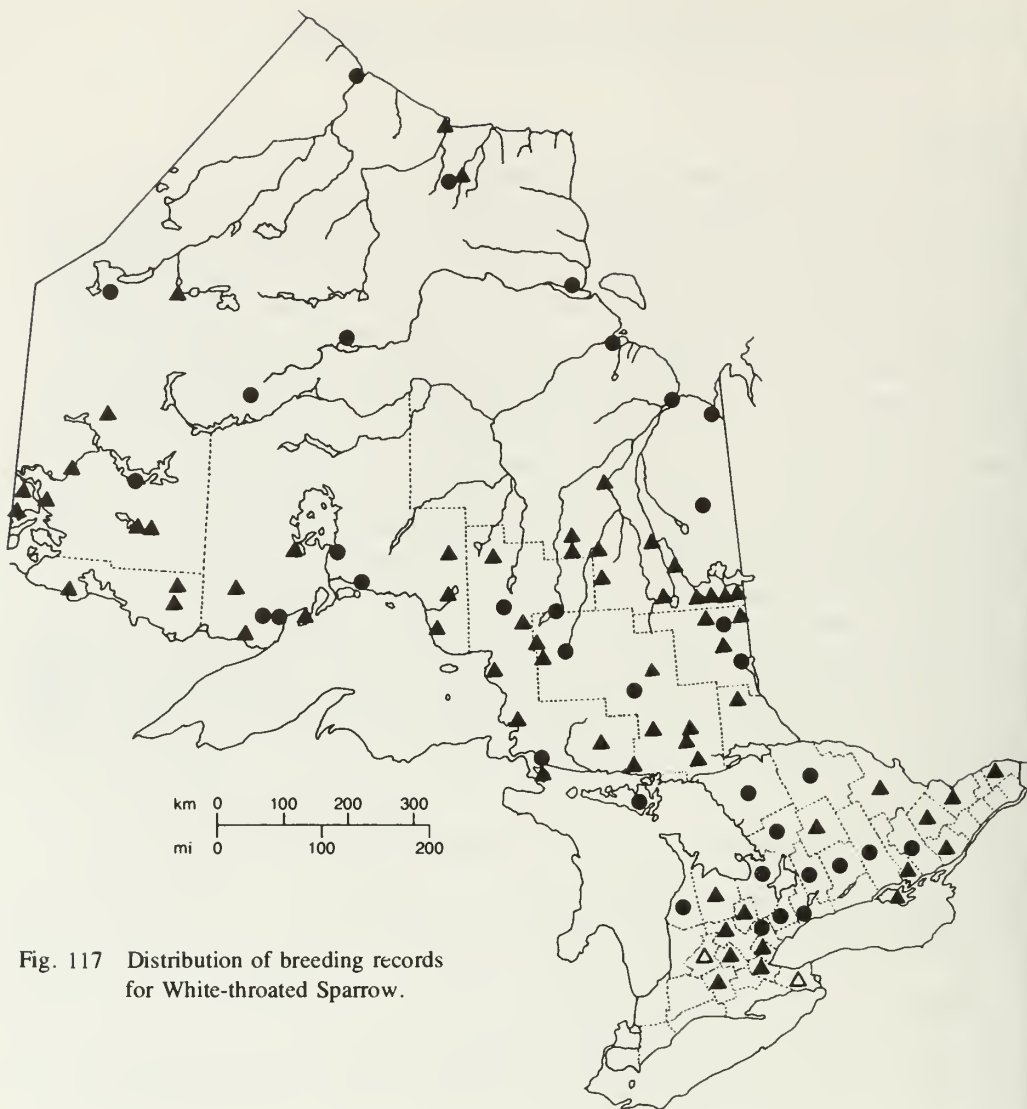 km 0 100 200 300
mi 0 100 200
Fig. 117 Distribution of breeding records
for White-throated Sparrow.